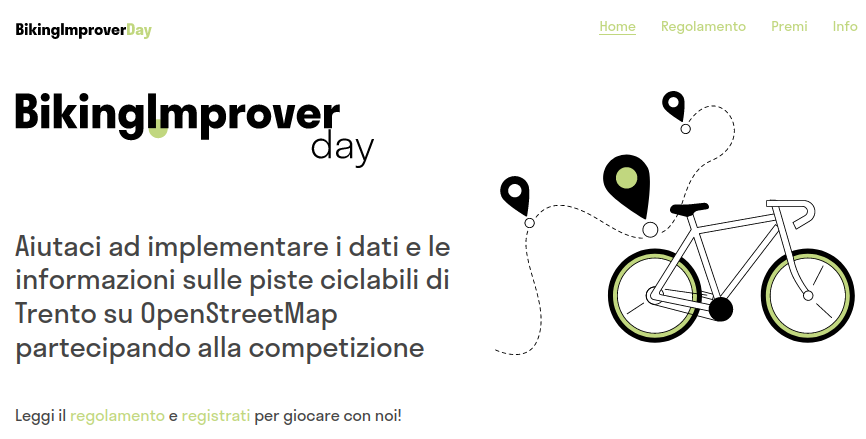 BikingImproverDay
Home Regolamento Premi Info
BikingImprover
day
Aiutaci ad implementare i dati e le
informazioni sulle piste ciclabili di
Trento su OpenStreetMap
partecipando alla competizione
Leggi il regolamento e registrati per giocare con noi!